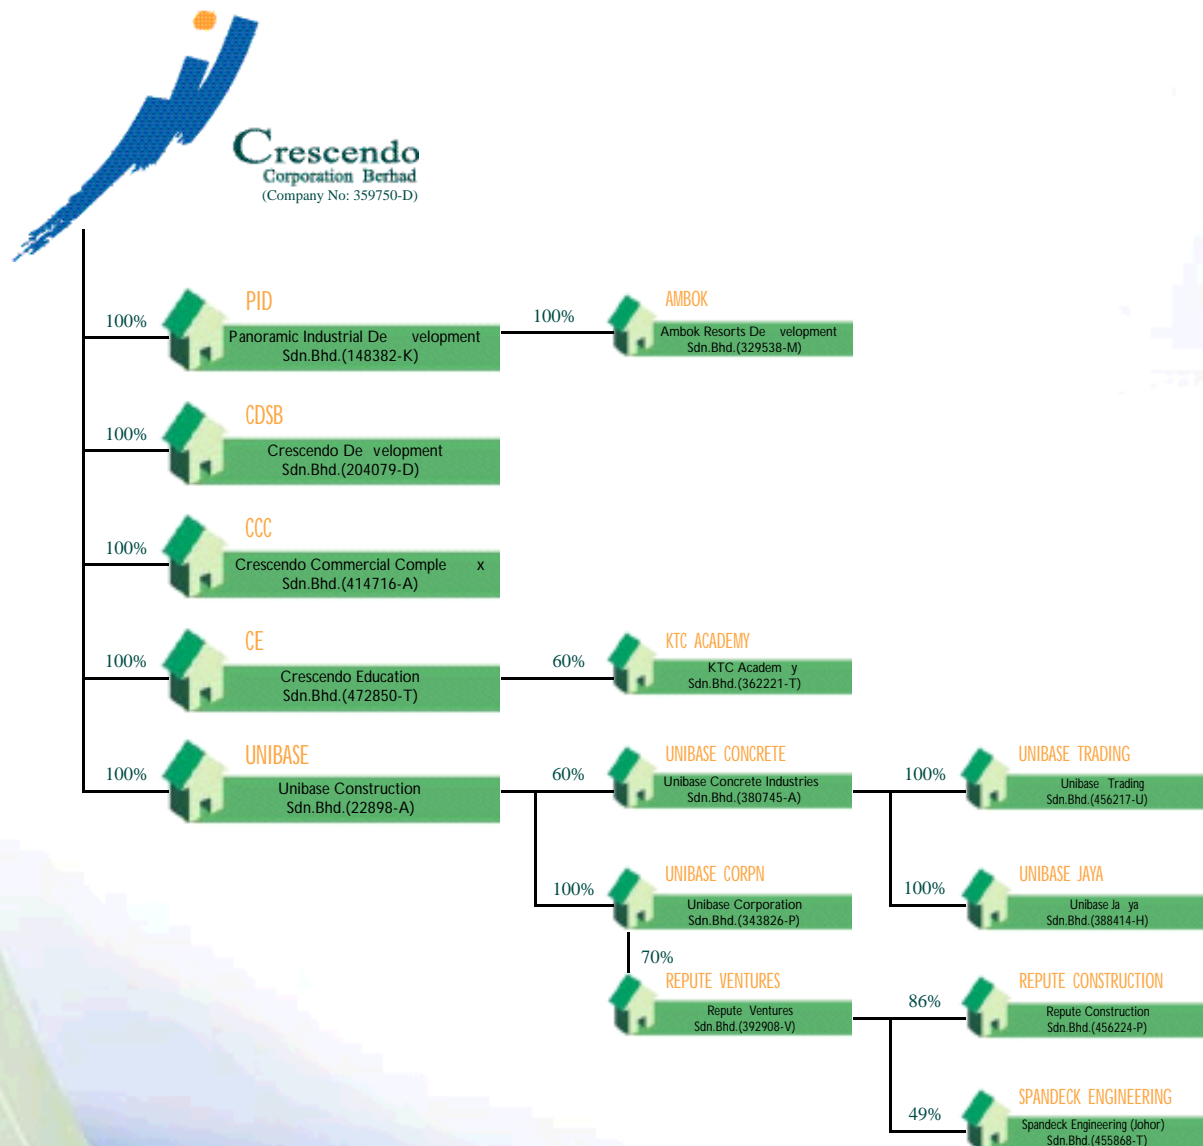 Crescendo
Corporation Berhad
(Company No: 359750-D)
100%
PID
Panoramic Industrial De velopment
Sdn.Bhd.(148382-K)
100%
AMBOK
Ambok Resorts De velopment
Sdn.Bhd.(329538-M)
100%
CDSB
Crescendo De velopment
Sdn.Bhd.(204079-D)
100%
CCC
Crescendo Commercial Comple x
Sdn.Bhd.(414716-A)
100%
CE
Crescendo Education
Sdn.Bhd.(472850-T)
60%
KTC ACADEMY
KTC Academ y
Sdn.Bhd.(362221-T)
100%
UNIBASE
Unibase Construction
Sdn.Bhd.(22898-A)
60%
UNIBASE CONCRETE
Unibase Concrete Industries
Sdn.Bhd.(380745-A)
100%
UNIBASE TRADING
Unibase Trading
Sdn.Bhd.(456217-U)
100%
UNIBASE JAYA
Unibase Ja ya
Sdn.Bhd.(388414-H)
100%
UNIBASE CORPN
Unibase Corporation
Sdn.Bhd.(343826-P)
70%
REPUTE VENTURES
Repute Ventures
Sdn.Bhd.(392908-V)
86%
REPUTE CONSTRUCTION
Repute Construction
Sdn.Bhd.(456224-P)
49%
SPANDECK ENGINEERING
Spandeck Engineering (Johor)
Sdn.Bhd.(455868-T)